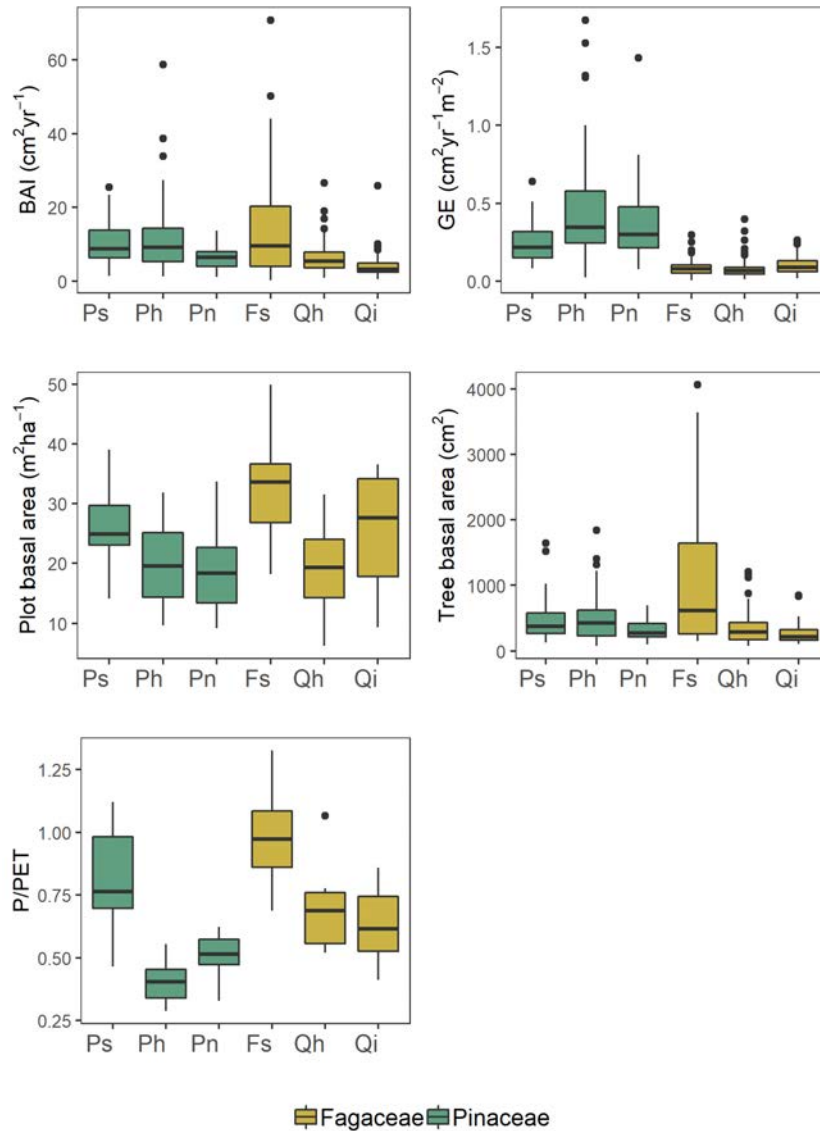 BAI (cm²yr⁻¹)
60
40
20
0
Ps Ph Pn Fs Qh Qi
GE (cm²yr⁻¹m⁻²)
1.5
1.0
0.5
0.0
Ps Ph Pn Fs Qh Qi
Plot basal area (m²ha⁻¹)
50
40
30
20
10
Ps Ph Pn Fs Qh Qi
Tree basal area (cm²)
4000
3000
2000
1000
0
Ps Ph Pn Fs Qh Qi
P/PET
1.25
1.00
0.75
0.50
0.25
Ps Ph Pn Fs Qh Qi
Fagaceae Pinaceae